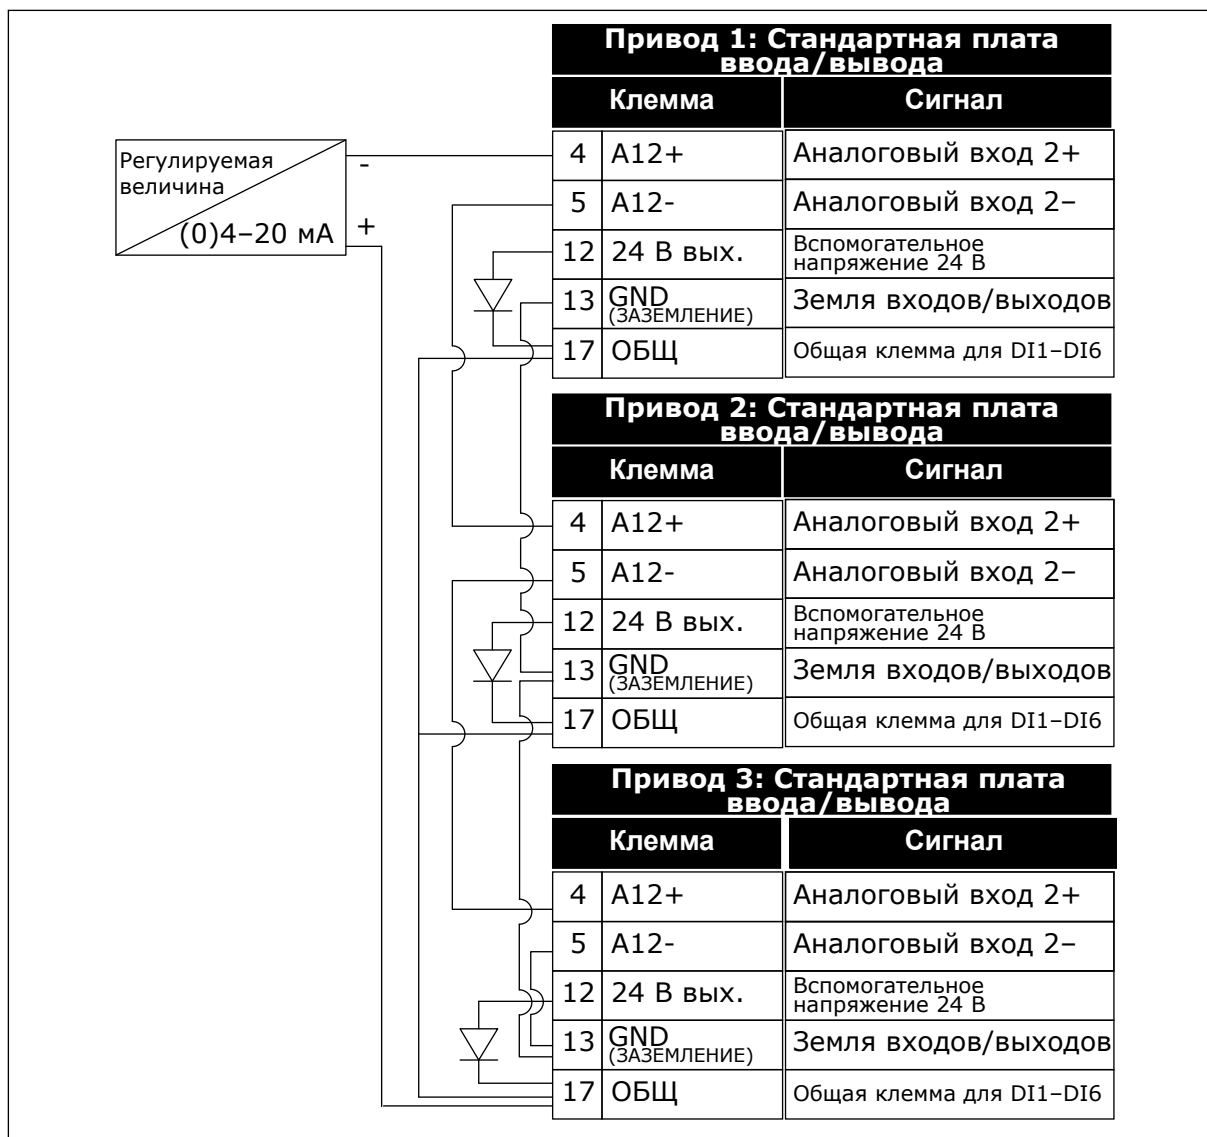 Привод 1: Стандартная плата
ввода/вывода
Клемма Сигнал
Регулируемая
величина
(0)4–20 мА
-
+
4 A12+ Аналоговый вход 2+
5 A12- Аналоговый вход 2–
12 24 В вых. Вспомогательное
напряжение 24 В
13 GND Земля входов/выходов
(ЗАЗЕМЛЕНИЕ)
17 ОБЩ Общая клемма для DI1–DI6
Привод 2: Стандартная плата
ввода/вывода
Клемма Сигнал
4 A12+ Аналоговый вход 2+
5 A12- Аналоговый вход 2–
12 24 В вых. Вспомогательное
напряжение 24 В
13 GND Земля входов/выходов
(ЗАЗЕМЛЕНИЕ)
17 ОБЩ Общая клемма для DI1–DI6
Привод 3: Стандартная плата
ввода/вывода
Клемма Сигнал
4 A12+ Аналоговый вход 2+
5 A12- Аналоговый вход 2–
12 24 В вых. Вспомогательное
напряжение 24 В
13 GND Земля входов/выходов
(ЗАЗЕМЛЕНИЕ)
17 ОБЩ Общая клемма для DI1–DI6